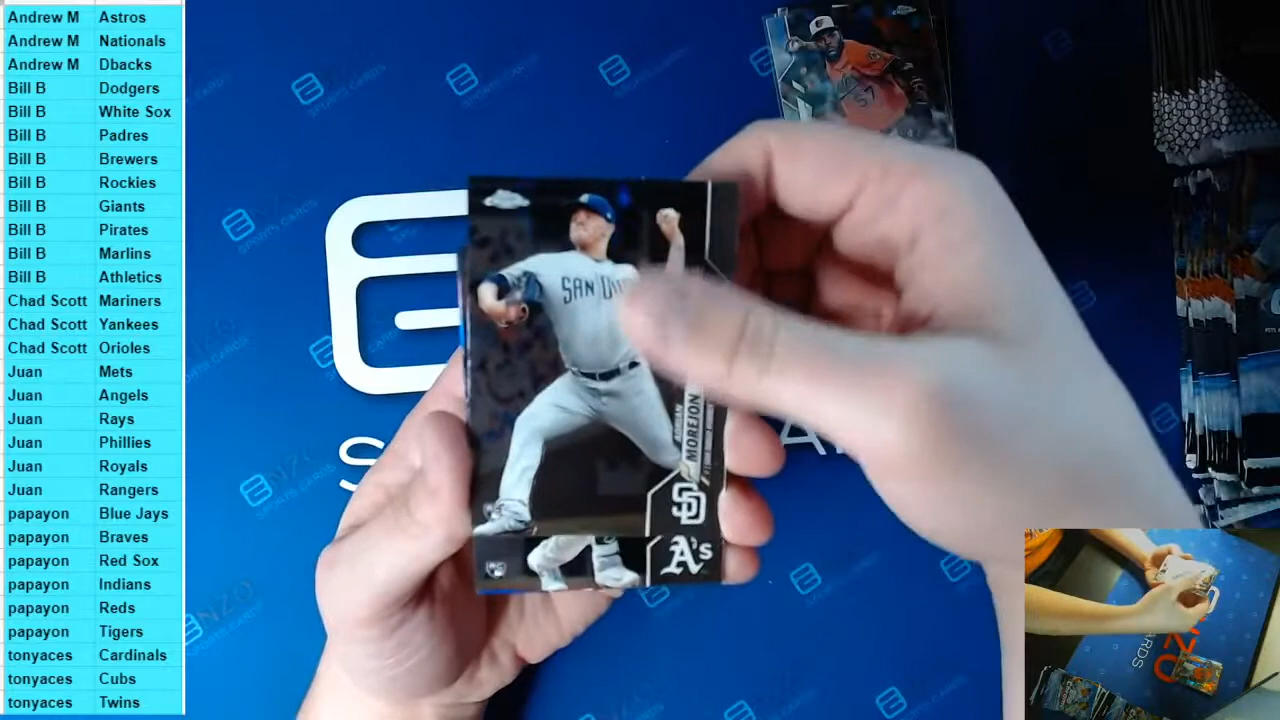 Andrew M Astros
Andrew M Nationals
Andrew M Dbacks
Bill B Dodgers
Bill B White Sox
Bill B Padres
Bill B Brewers
Bill B Rockies
Bill B Giants
Bill B Pirates
Bill B Marlins
Bill B Athletics
Chad Scott Mariners
Chad Scott Yankees
Chad Scott Orioles
Juan Mets
Juan Angels
Juan Rays
Juan Phillies
Juan Royals
Juan Rangers
papayon Blue Jays
papayon Braves
papayon Red Sox
papayon Indians
papayon Reds
papayon Tigers
tonyaces Cardinals
tonyaces Cubs
tonyaces Twins
57
SAN DI
ADRIAN
MOREJON
SD
A's
RC